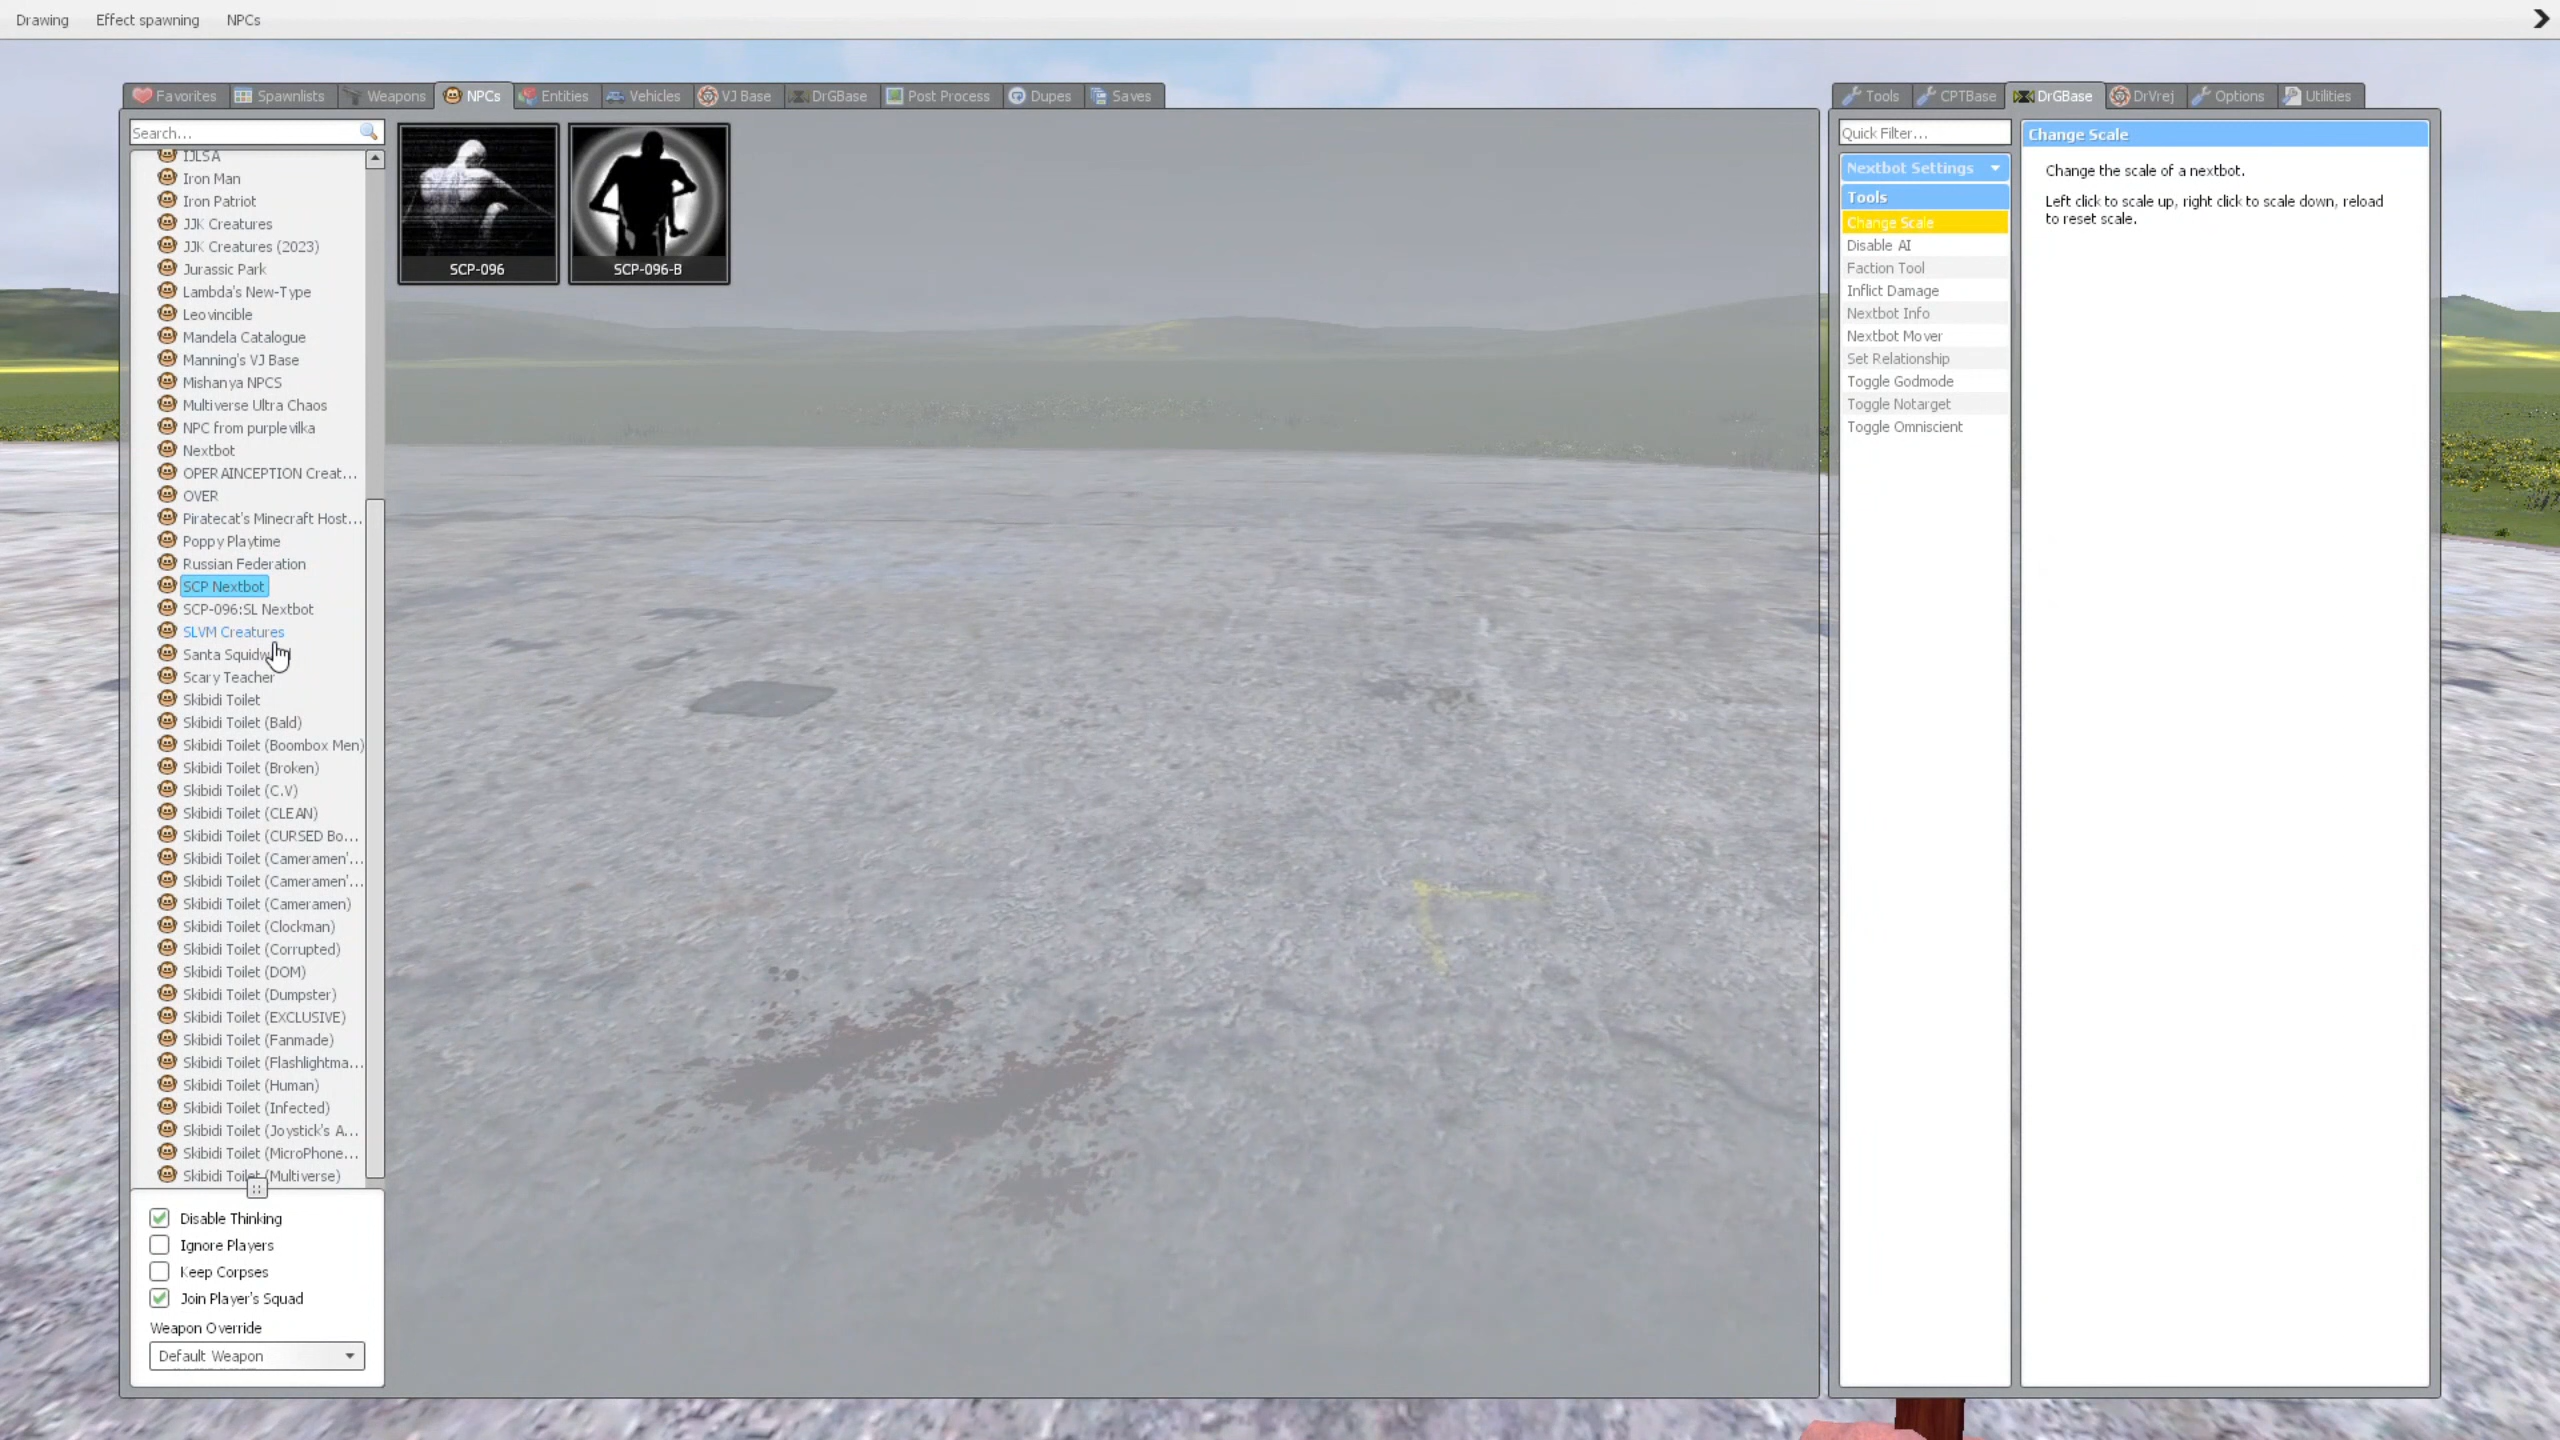 Drawing Effect spawning NPCs
Favorites Spawnlists Weapons NPCs Entities Vehicles VJ Base DrGBase Post Process Dupes Saves
Search...
IJLSA
Iron Man
Iron Patriot
JJK Creatures
JJK Creatures (2023)
Jurassic Park
Lambda's New-Type
Leovincible
Mandela Catalogue
Manning's VJ Base
Mishanya NPCS
Multiverse Ultra Chaos
NPC from purplevilka
Nextbot
OPERAINCEPTION Creat...
OVER
Piratecat's Minecraft Host...
Poppy Playtime
Russian Federation
SCP Nextbot
SCP-096:SL Nextbot
SLVM Creatures
Santa Squidw
Scary Teacher
Skibidi Toilet
Skibidi Toilet (Bald)
Skibidi Toilet (Boombox Men)
Skibidi Toilet (Broken)
Skibidi Toilet (C.V)
Skibidi Toilet (CLEAN)
Skibidi Toilet (CURSED Bo...
Skibidi Toilet (Cameramen'...
Skibidi Toilet (Cameramen'...
Skibidi Toilet (Cameramen)
Skibidi Toilet (Clockman)
Skibidi Toilet (Corrupted)
Skibidi Toilet (DOM)
Skibidi Toilet (Dumpster)
Skibidi Toilet (EXCLUSIVE)
Skibidi Toilet (Fanmade)
Skibidi Toilet (Flashlightma...
Skibidi Toilet (Human)
Skibidi Toilet (Infected)
Skibidi Toilet (Joystick's A...
Skibidi Toilet (MicroPhone...
Skibidi Toilet (Multiverse)
Disable Thinking
Ignore Players
Keep Corpses
Join Player's Squad
Weapon Override
Default Weapon
SCP-096
SCP-096-B
Tools CPTBase DrGBase DrVrej Options Utilities
Quick Filter...
Nextbot Settings
Tools
Change Scale
Disable AI
Faction Tool
Inflict Damage
Nextbot Info
Nextbot Mover
Set Relationship
Toggle Godmode
Toggle Notarget
Toggle Omniscient
Change Scale
Change the scale of a nextbot.
Left click to scale up, right click to scale down, reload
to reset scale.